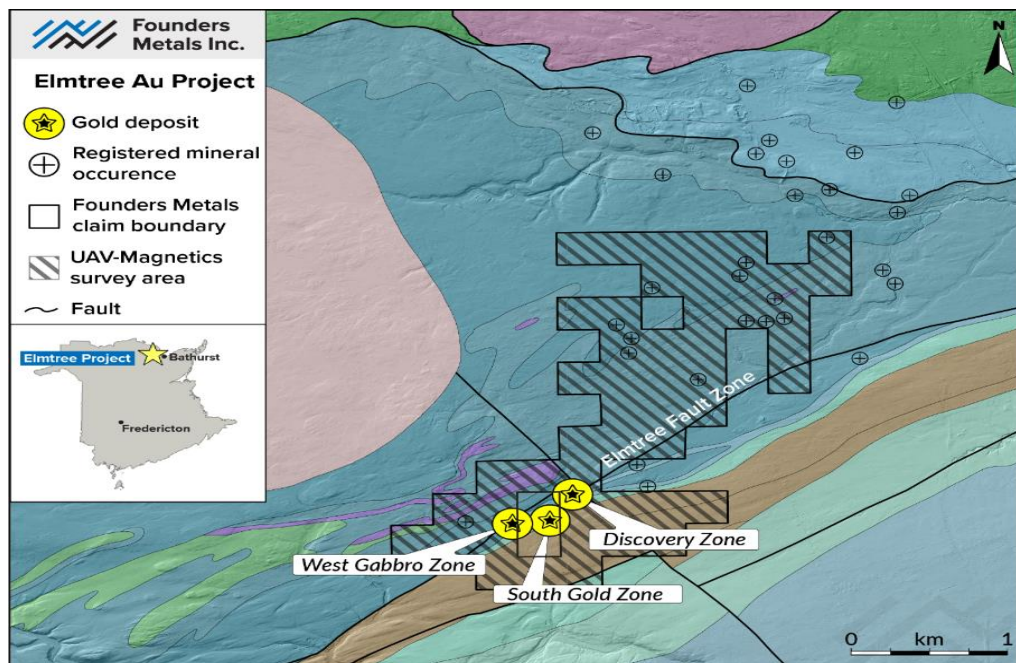 Founders
Metals Inc.
Elmtree Au Project
Gold deposit
Registered mineral
occurence
Founders Metals
claim boundary
UAV-Magnetics
survey area
Fault
Elmtree Project
Bathurst
Fredericton
N
Elmtree Fault Zone
West Gabbro Zone
Discovery Zone
South Gold Zone
0 km 1